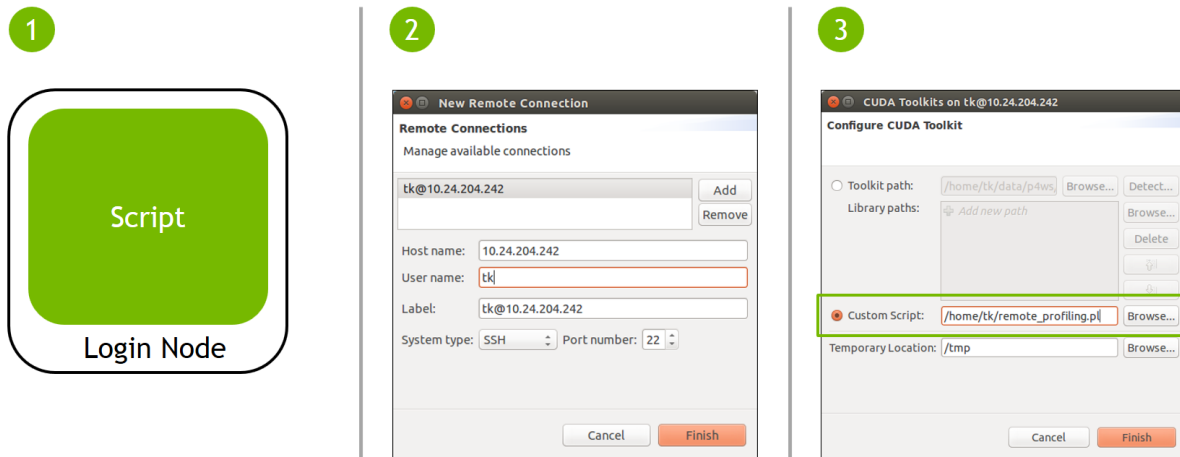 1
Script
Login Node
2
New Remote Connection
Remote Connections
Manage available connections
tk@10.24.204.242
Add
Remove
Host name: 10.24.204.242
User name: tk
Label: tk@10.24.204.242
System type: SSH Port number: 22
Cancel Finish
3
CUDA Toolkits on tk@10.24.204.242
Configure CUDA Toolkit
Toolkit path: /home/tk/data/p4ws, Browse... Detect...
Library paths: Add new path Browse...
Delete
Custom Script: /home/tk/remote_profiling.pl Browse...
Temporary Location: /tmp Browse...
Cancel Finish